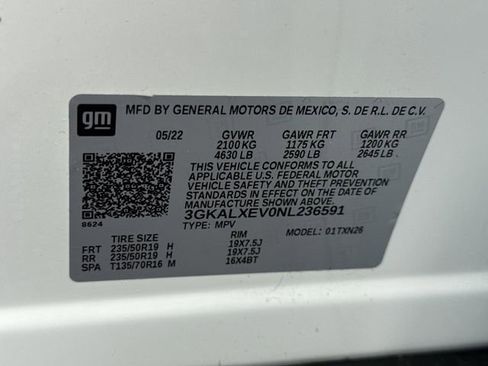 gm MFD BY GENERAL MOTORS DE MEXICO, S. DE R.L. DE C.V.
05/22 GVWR GAWR FRT GAWR RR
2100 KG 1175 KG 1200 KG
4630 LB 2590 LB 2645 LB
THIS VEHICLE CONFORMS TO ALL
APPLICABLE U.S. FEDERAL MOTOR
VEHICLE SAFETY AND THEFT PREVENTION
STANDARDS IN EFFECT ON THE DATE OF
MANUFACTURE SHOWN ABOVE.
3GKALXEV0NL236591
8624 TYPE: MPV MODEL: 01TXN26
TIRE SIZE RIM
FRT 235/50R19 H 19X7.5J
RR 235/50R19 H 19X7.5J
SPA T135/70R16 M 16X4BT